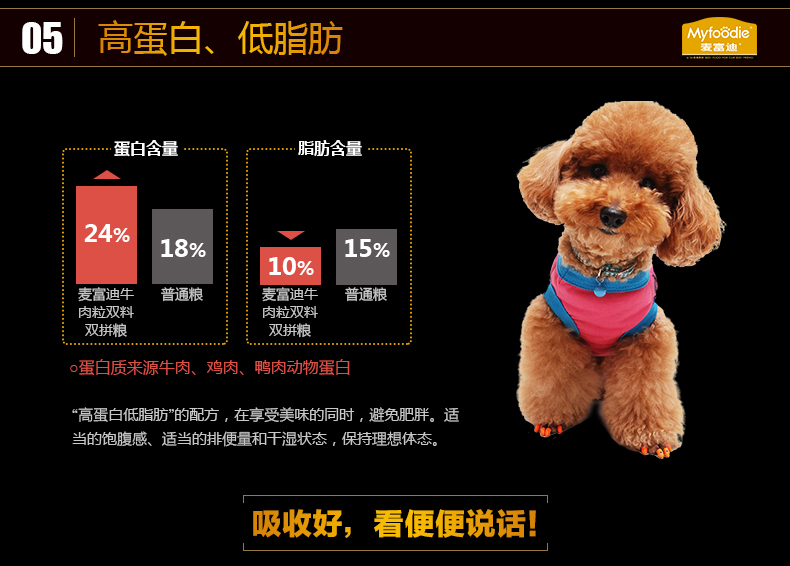 05 高蛋白、低脂肪
Myfoodie
麦富迪
蛋白含量
24%
18%
麦富迪牛
肉粒双料
双拼粮
普通粮
脂肪含量
10%
15%
麦富迪牛
肉粒双料
双拼粮
普通粮
○蛋白质来源牛肉、鸡肉、鸭肉动物蛋白
“高蛋白低脂肪”的配方，在享受美味的同时，避免肥胖。适
当的饱腹感、适当的排便量和干湿状态，保持理想体态。
吸收好，看便便说话!